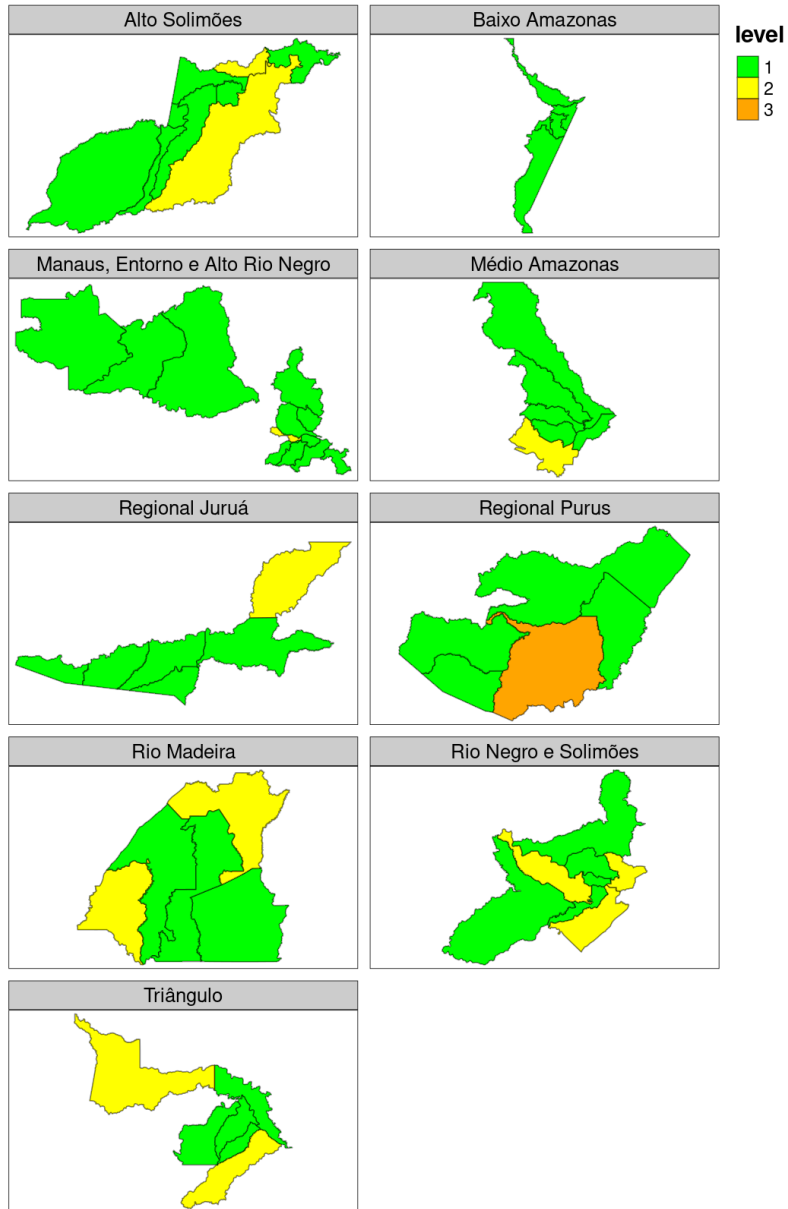 Alto Solimões
Baixo Amazonas
level
1
2
3
Manaus, Entorno e Alto Rio Negro
Médio Amazonas
Regional Juruá
Regional Purus
Rio Madeira
Rio Negro e Solimões
Triângulo